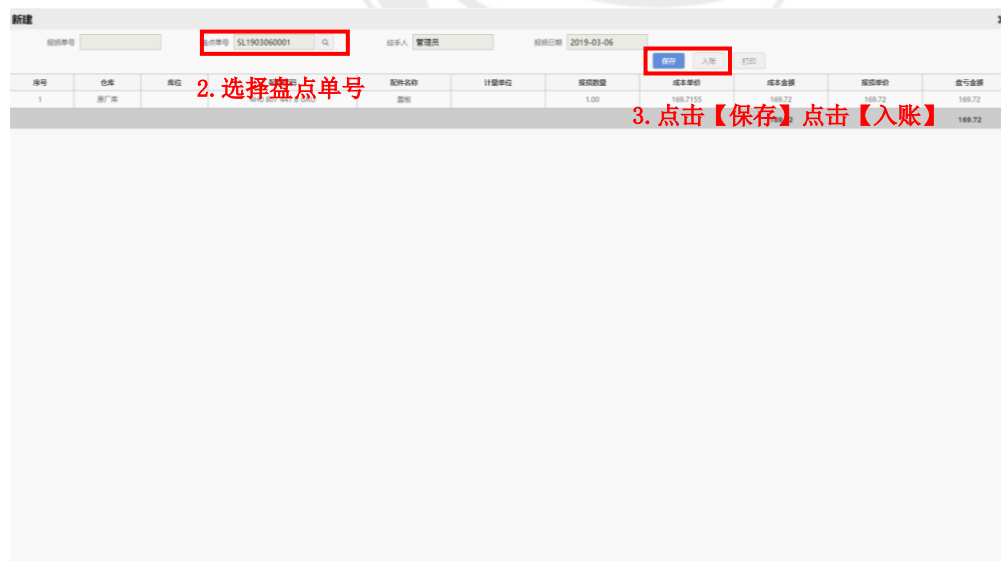 新建
报损单号 盘点单号 SL1903060001 经手人 管理员 报损日期 2019-03-06
保存 入账 打印
序号 仓库 库位 计量单位 配件名称 报损数量 成本单价 成本金额 报损单价 盘亏金额
2.选择盘点单号
1 原厂库 盖板 1.00 169.7155 169.72 169.72 169.72
3.点击【保存】点击【入账】
169.72